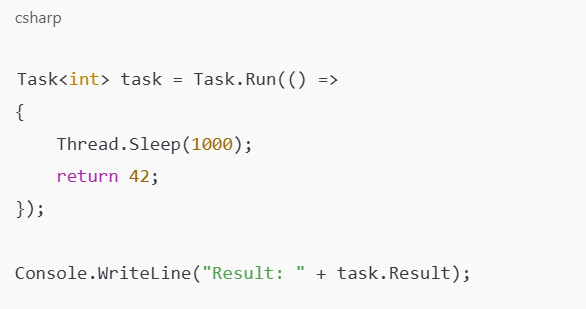 csharp
Task<int> task = Task.Run(() =>
{
    Thread.Sleep(1000);
    return 42;
});
Console.WriteLine("Result: " + task.Result);